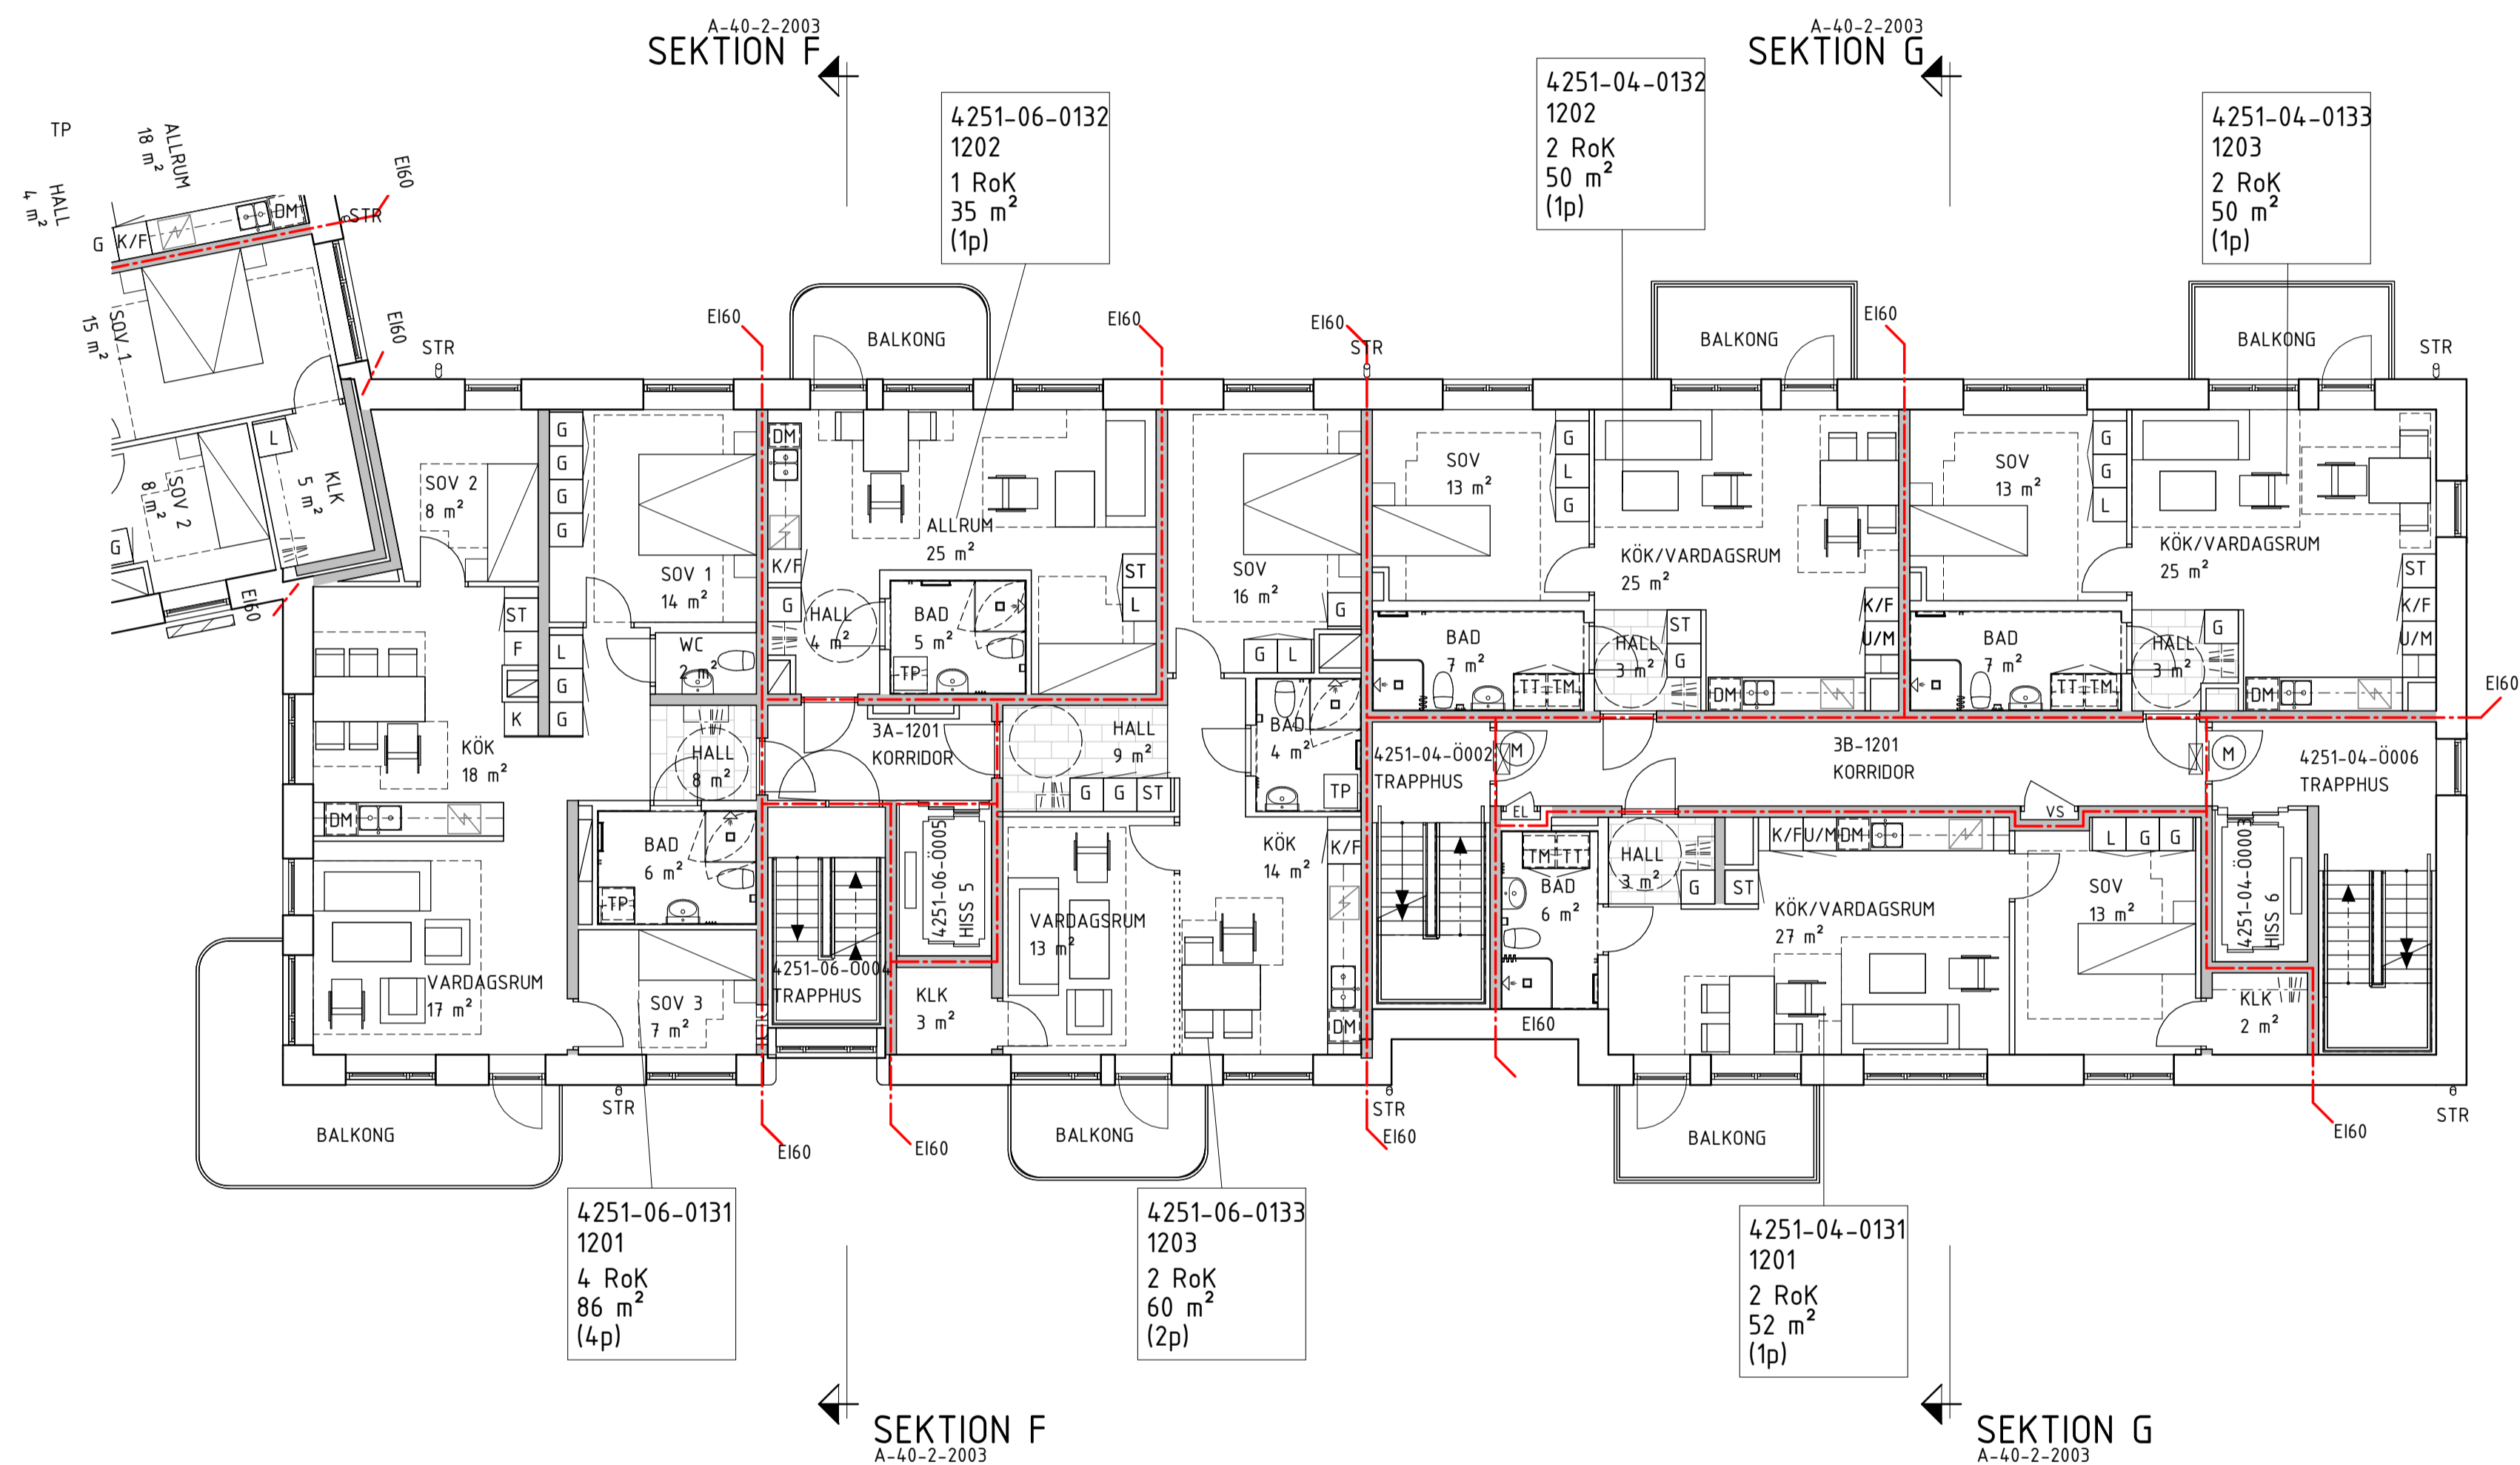 A-40-2-2003
SEKTION F
A-40-2-2003
SEKTION G
4251-06-0132
1202
1 RoK
35 m²
(1p)
4251-04-0132
1202
2 RoK
50 m²
(1p)
4251-04-0133
1203
2 RoK
50 m²
(1p)
TP
ALLRUM
18 m²
HALL
4 m²
EI60
STR
DM
K/F
G
SOV 1
15 m²
EI60
STR
L
KLK
5 m²
SOV 2
8 m²
G
EI60
EI60
BALKONG
EI60
EI60
STR
BALKONG
EI60
BALKONG
STR
SOV 2
8 m²
G
G
G
G
SOV 1
14 m²
ST
F
K
L
G
G
WC
2 m²
HALL
8 m²
KÖK
18 m²
DM
BAD
6 m²
TP
VARDAGSRUM
17 m²
SOV 3
7 m²
BALKONG
STR
DM
K/F
G
HALL
4 m²
ALLRUM
25 m²
BAD
5 m²
TP
ST
L
3A-1201
KORRIDOR
4251-06-Ö004
TRAPPHUS
4251-06-Ö005
HISS 5
KLK
3 m²
SOV
16 m²
G
G
L
BAD
4 m²
TP
HALL
9 m²
G
G
ST
VARDAGSRUM
13 m²
KÖK
14 m²
K/F
DM
BALKONG
EI60
EI60
EI60
STR
SOV
13 m²
G
L
G
KÖK/VARDAGSRUM
25 m²
K/F
U/M
BAD
7 m²
TT
TM
HALL
3 m²
ST
G
DM
SOV
13 m²
G
G
L
KÖK/VARDAGSRUM
25 m²
ST
K/F
U/M
BAD
7 m²
TT
TM
HALL
3 m²
G
DM
EI60
4251-04-Ö002
TRAPPHUS
M
3B-1201
KORRIDOR
M
4251-04-Ö006
TRAPPHUS
EL
VS
TM
TT
BAD
6 m²
HALL
3 m²
G
ST
K/F
U/M
DM
KÖK/VARDAGSRUM
27 m²
L
G
G
SOV
13 m²
4251-04-Ö0003
HISS 6
KLK
2 m²
EI60
BALKONG
EI60
STR
4251-06-0131
1201
4 RoK
86 m²
(4p)
4251-06-0133
1203
2 RoK
60 m²
(2p)
4251-04-0131
1201
2 RoK
52 m²
(1p)
SEKTION F
A-40-2-2003
SEKTION G
A-40-2-2003